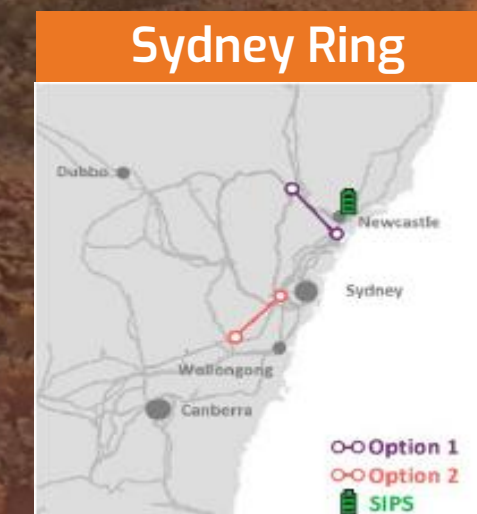 Sydney Ring
Dubbo
Newcastle
Sydney
Wollongong
Canberra
Option 1
Option 2
SIPS